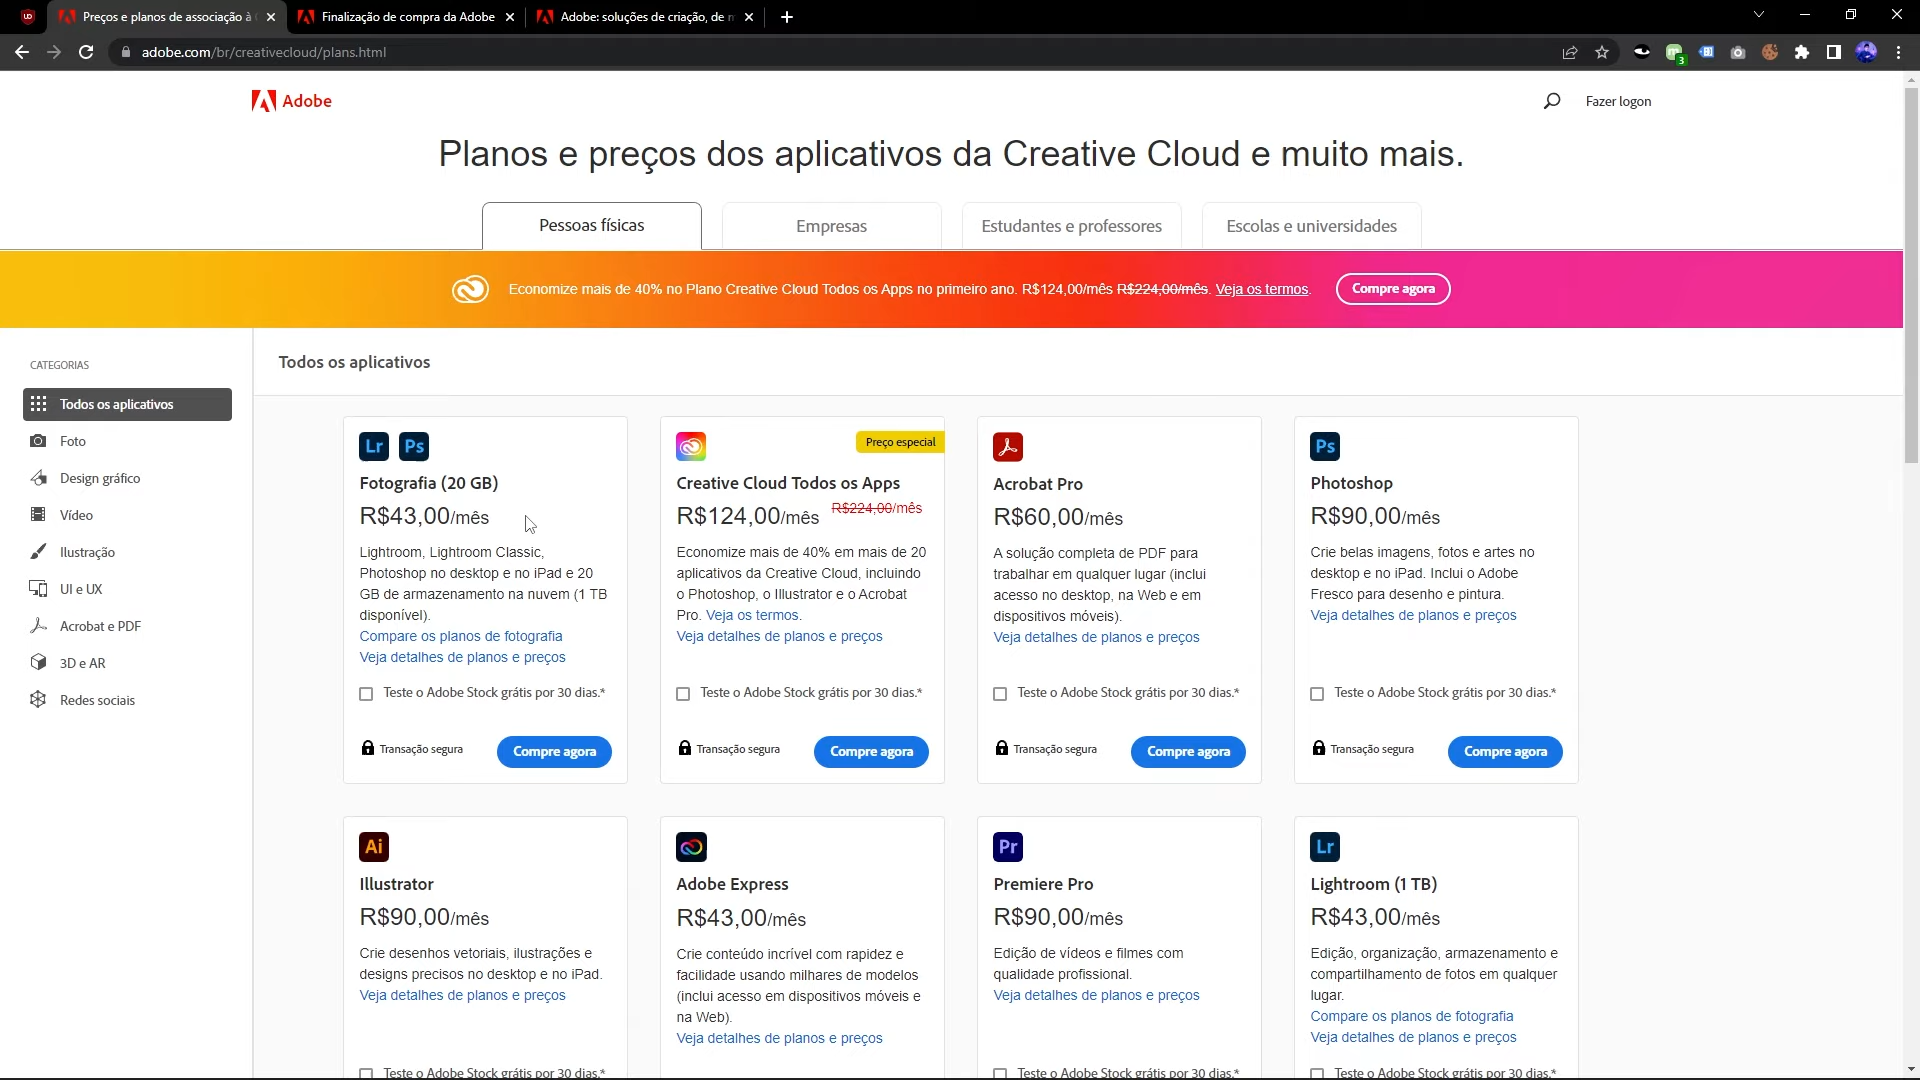 Preços e planos de associação à
Finalização de compra da Adobe
Adobe: soluções de criação, de
adobe.com/br/creativecloud/plans.html
3
Adobe
Fazer logon
Planos e preços dos aplicativos da Creative Cloud e muito mais.
Pessoas físicas
Empresas
Estudantes e professores
Escolas e universidades
Economize mais de 40% no Plano Creative Cloud Todos os Apps no primeiro ano. R$124,00/mês R$224,00/mês. Veja os termos.
Compre agora
CATEGORIAS
Todos os aplicativos
Foto
Design gráfico
Vídeo
Ilustração
UI e UX
Acrobat e PDF
3D e AR
Redes sociais
Todos os aplicativos
Lr Ps
Fotografia (20 GB)
R$43,00/mês
Lightroom, Lightroom Classic,
Photoshop no desktop e no iPad e 20
GB de armazenamento na nuvem (1 TB
disponível).
Compare os planos de fotografia
Veja detalhes de planos e preços
Teste o Adobe Stock grátis por 30 dias.*
Transação segura
Compre agora
Preço especial
Creative Cloud Todos os Apps
R$124,00/mês R$224,00/mês
Economize mais de 40% em mais de 20
aplicativos da Creative Cloud, incluindo
o Photoshop, o Illustrator e o Acrobat
Pro. Veja os termos.
Veja detalhes de planos e preços
Teste o Adobe Stock grátis por 30 dias.*
Transação segura
Compre agora
Acrobat Pro
R$60,00/mês
A solução completa de PDF para
trabalhar em qualquer lugar (inclui
acesso no desktop, na Web e em
dispositivos móveis).
Veja detalhes de planos e preços
Teste o Adobe Stock grátis por 30 dias.*
Transação segura
Compre agora
Ps
Photoshop
R$90,00/mês
Crie belas imagens, fotos e artes no
desktop e no iPad. Inclui o Adobe
Fresco para desenho e pintura.
Veja detalhes de planos e preços
Teste o Adobe Stock grátis por 30 dias.*
Transação segura
Compre agora
Ai
Illustrator
R$90,00/mês
Crie desenhos vetoriais, ilustrações e
designs precisos no desktop e no iPad.
Veja detalhes de planos e preços
Teste o Adobe Stock grátis por 30 dias.*
Adobe Express
R$43,00/mês
Crie conteúdo incrível com rapidez e
facilidade usando milhares de modelos
(inclui acesso em dispositivos móveis e
na Web).
Veja detalhes de planos e preços
Teste o Adobe Stock grátis por 30 dias.*
Pr
Premiere Pro
R$90,00/mês
Edição de vídeos e filmes com
qualidade profissional.
Veja detalhes de planos e preços
Teste o Adobe Stock grátis por 30 dias.*
Lr
Lightroom (1 TB)
R$43,00/mês
Edição, organização, armazenamento e
compartilhamento de fotos em qualquer
lugar.
Compare os planos de fotografia
Veja detalhes de planos e preços
Teste o Adobe Stock grátis por 30 dias.*